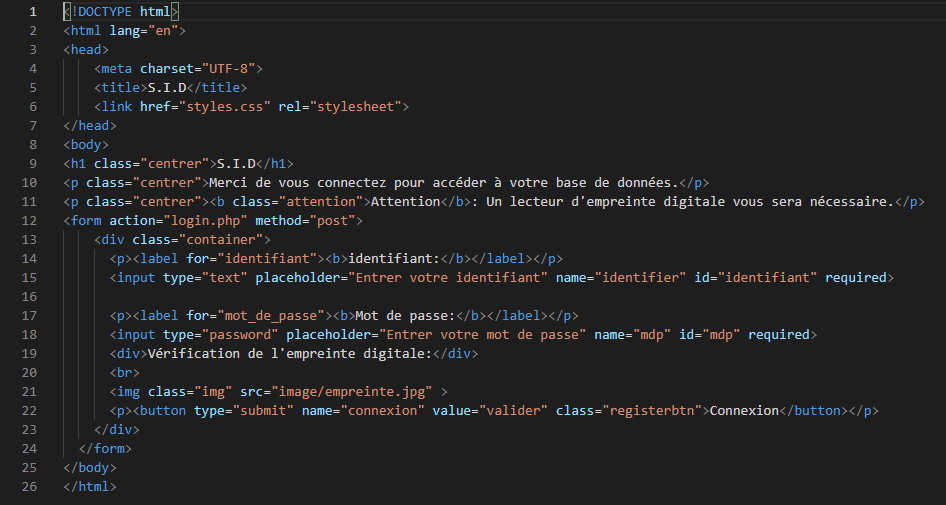 1 <!DOCTYPE html>
2 <html lang="en">
3 <head>
4     <meta charset="UTF-8">
5     <title>S.I.D</title>
6     <link href="styles.css" rel="stylesheet">
7 </head>
8 <body>
9 <h1 class="centrer">S.I.D</h1>
10 <p class="centrer">Merci de vous connectez pour accéder à votre base de données.</p>
11 <p class="centrer"><b class="attention">Attention</b>: Un lecteur d'empreinte digitale vous sera nécessaire.</p>
12 <form action="login.php" method="post">
13     <div class="container">
14       <p><label for="identifiant"><b>identifiant:</b></label></p>
15       <input type="text" placeholder="Entrer votre identifiant" name="identifier" id="identifiant" required>
16
17       <p><label for="mot_de_passe"><b>Mot de passe:</b></label></p>
18       <input type="password" placeholder="Entrer votre mot de passe" name="mdp" id="mdp" required>
19       <div>Vérification de l'empreinte digitale:</div>
20       <br>
21       <img class="img" src="image/empreinte.jpg" >
22       <p><button type="submit" name="connexion" value="valider" class="registerbtn">Connexion</button></p>
23     </div>
24   </form>
25 </body>
26 </html>